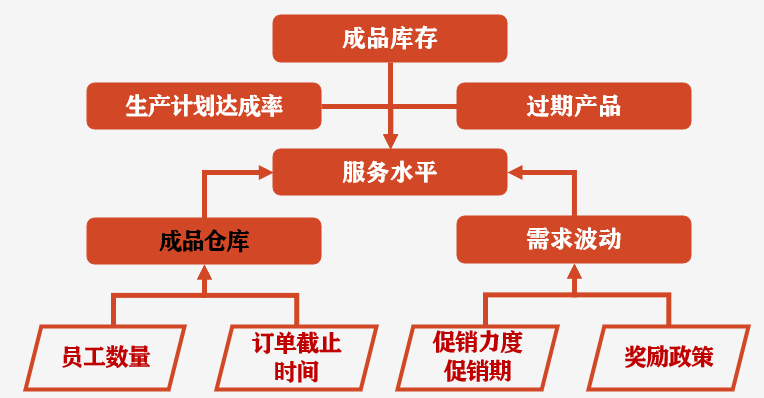 成品库存
生产计划达成率
过期产品
服务水平
成品仓库
需求波动
员工数量
订单截止
时间
促销力度
促销期
奖励政策